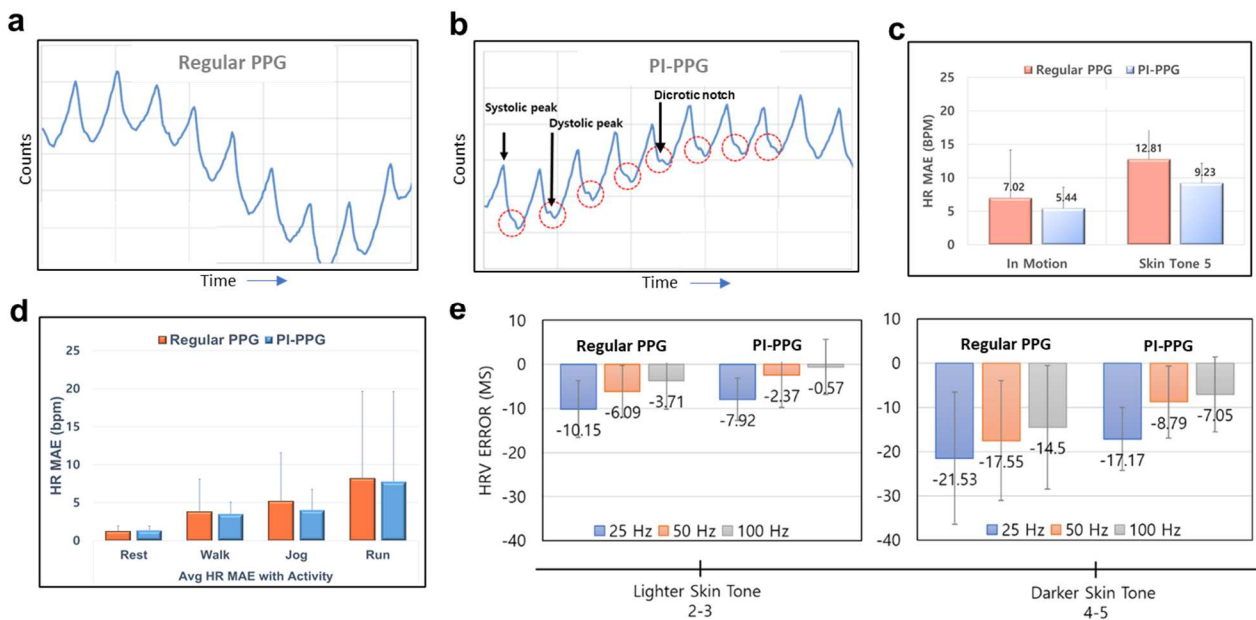 a
Regular PPG
Counts
Time
b
PI-PPG
Systolic peak
Dystolic peak
Dicrotic notch
Counts
Time
c
Regular PPG PI-PPG
HR MAE (BPM)
25
20
15
10
5
0
7.02
5.44
12.81
9.23
In Motion Skin Tone 5
d
Regular PPG PI-PPG
HR MAE (bpm)
25
20
15
10
5
0
Rest Walk Jog Run
Avg HR MAE with Activity
e
HRV ERROR (MS)
10
0
-10
-20
-30
-40
Regular PPG PI-PPG
-10.15
-6.09
-3.71
-7.92
-2.37
-0.57
25 Hz 50 Hz 100 Hz
Lighter Skin Tone
2-3
10
0
-10
-20
-30
-40
Regular PPG PI-PPG
-21.53
-17.55
-14.5
-17.17
-8.79
-7.05
25 Hz 50 Hz 100 Hz
Darker Skin Tone
4-5